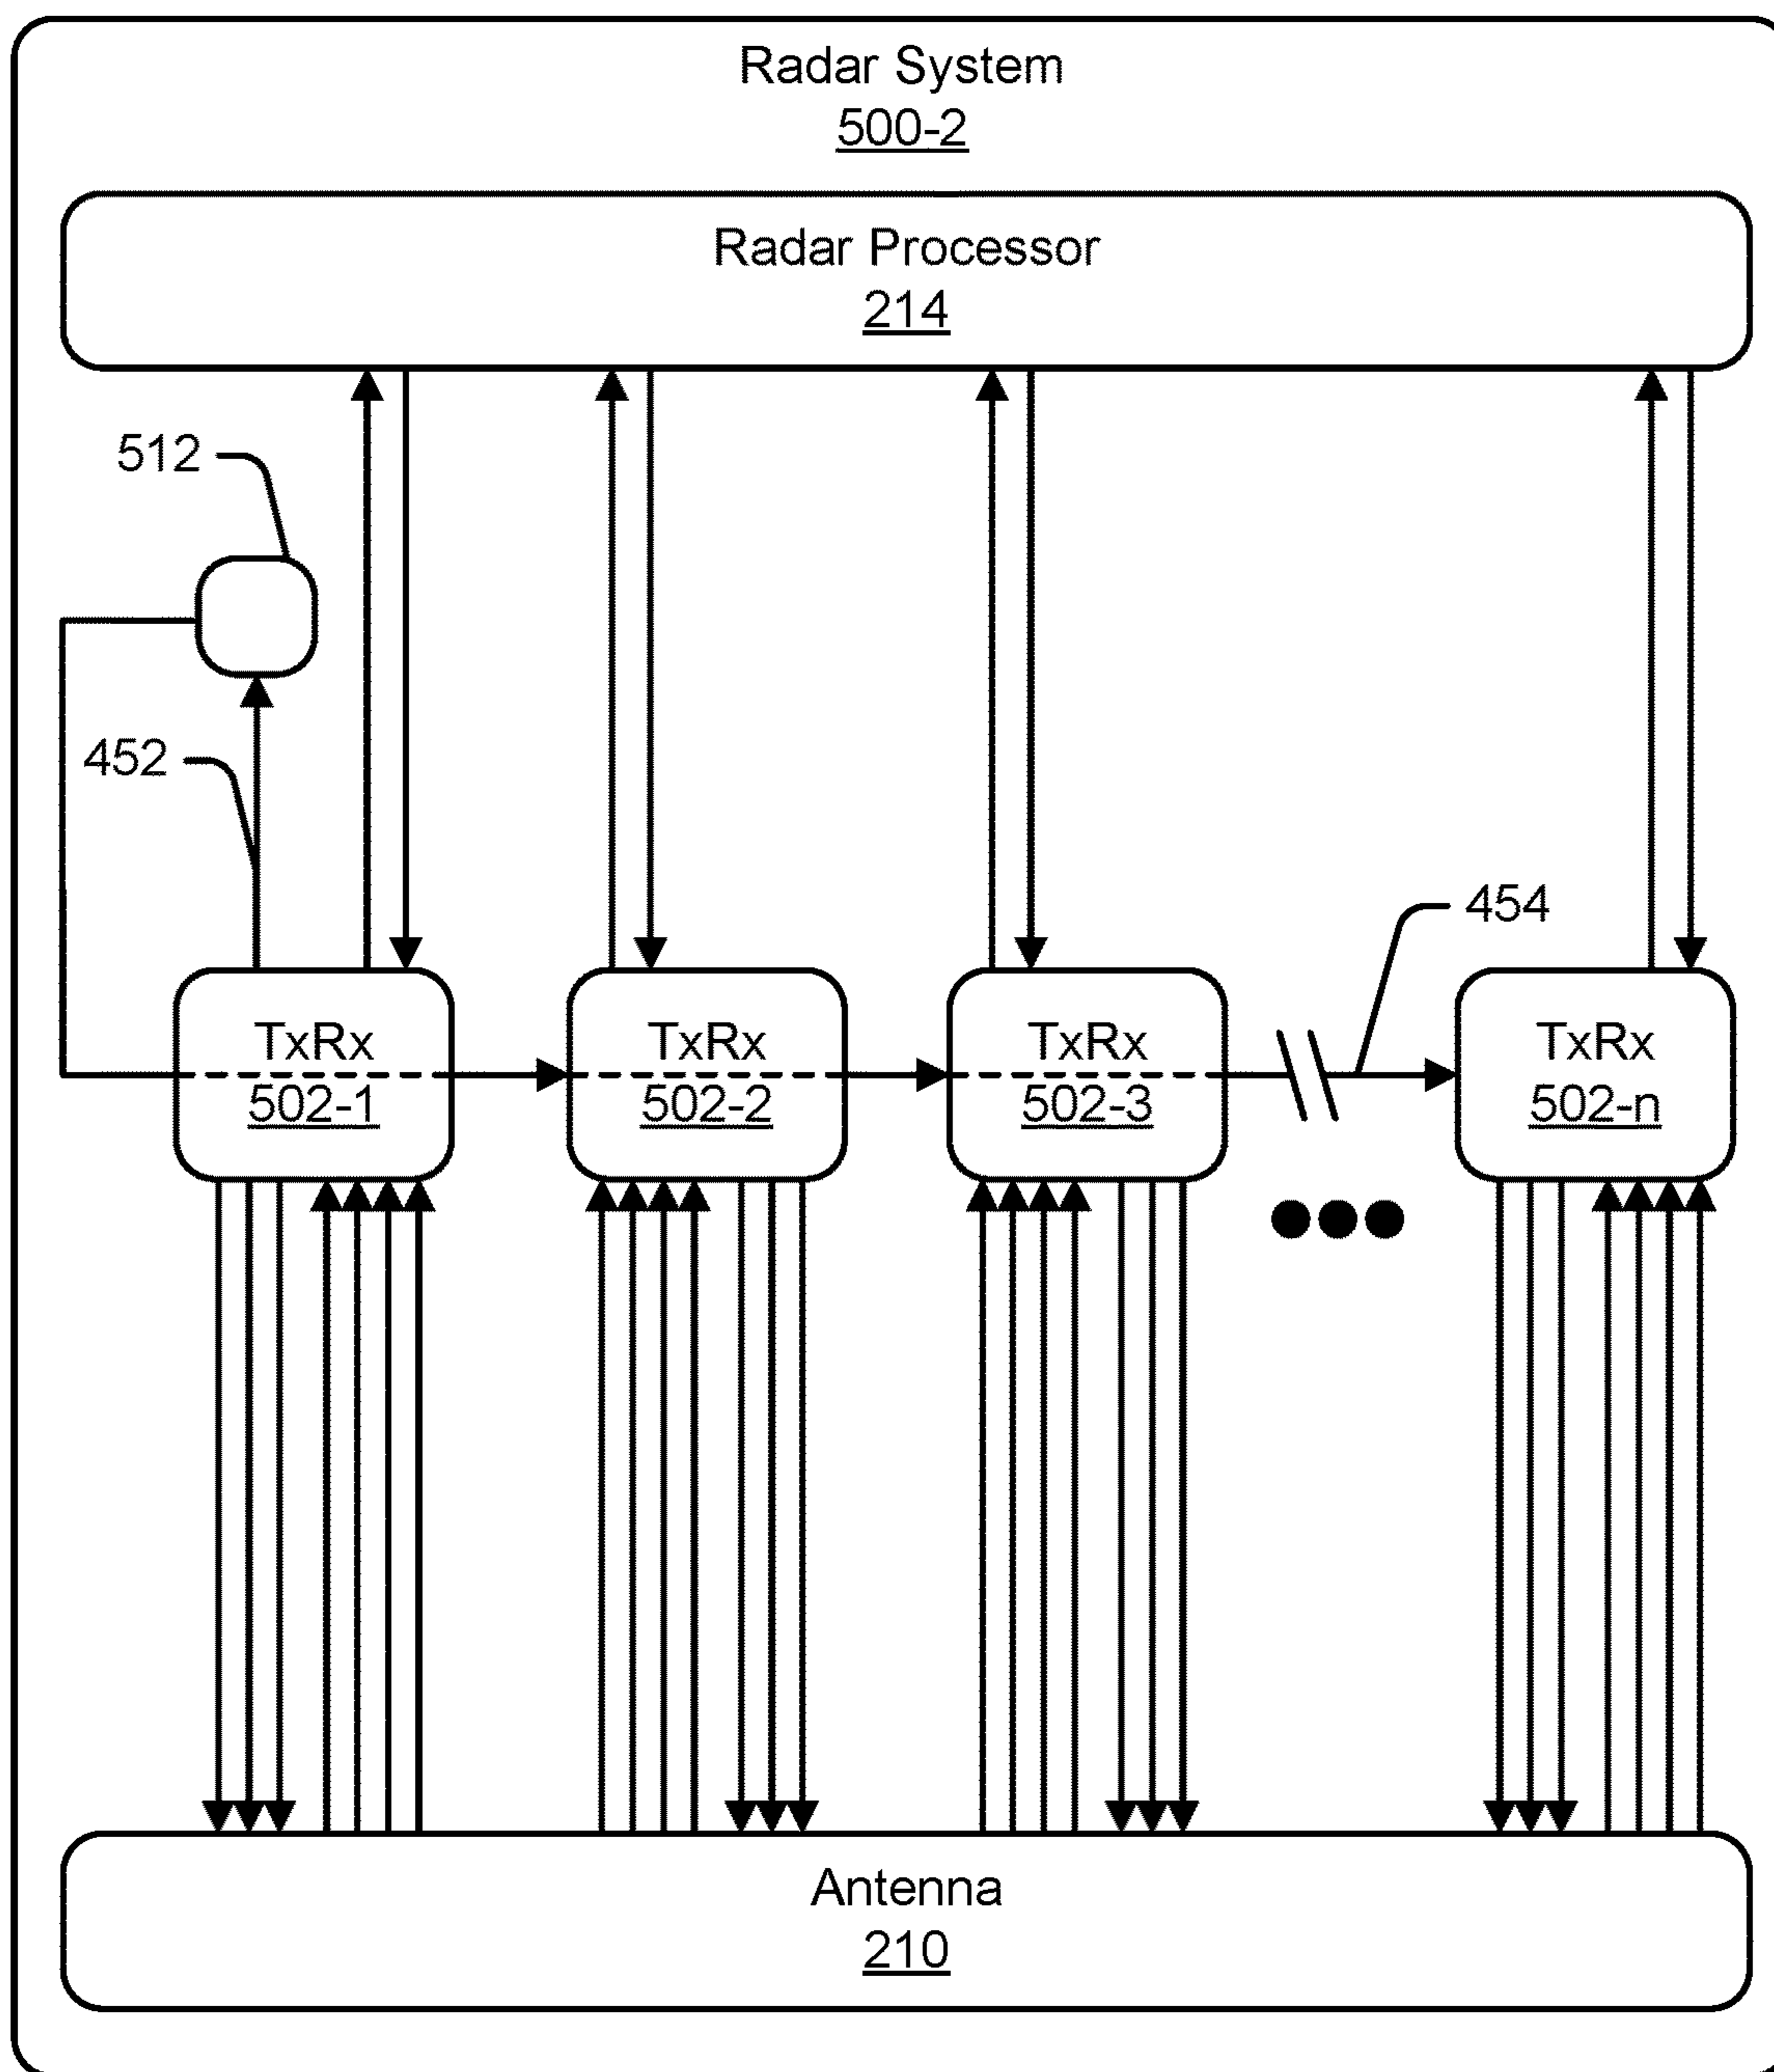 Radar System
500-2
Radar Processor
214
512
452
454
TxRx
502-1
TxRx
502-2
TxRx
502-3
TxRx
502-n
Antenna
210